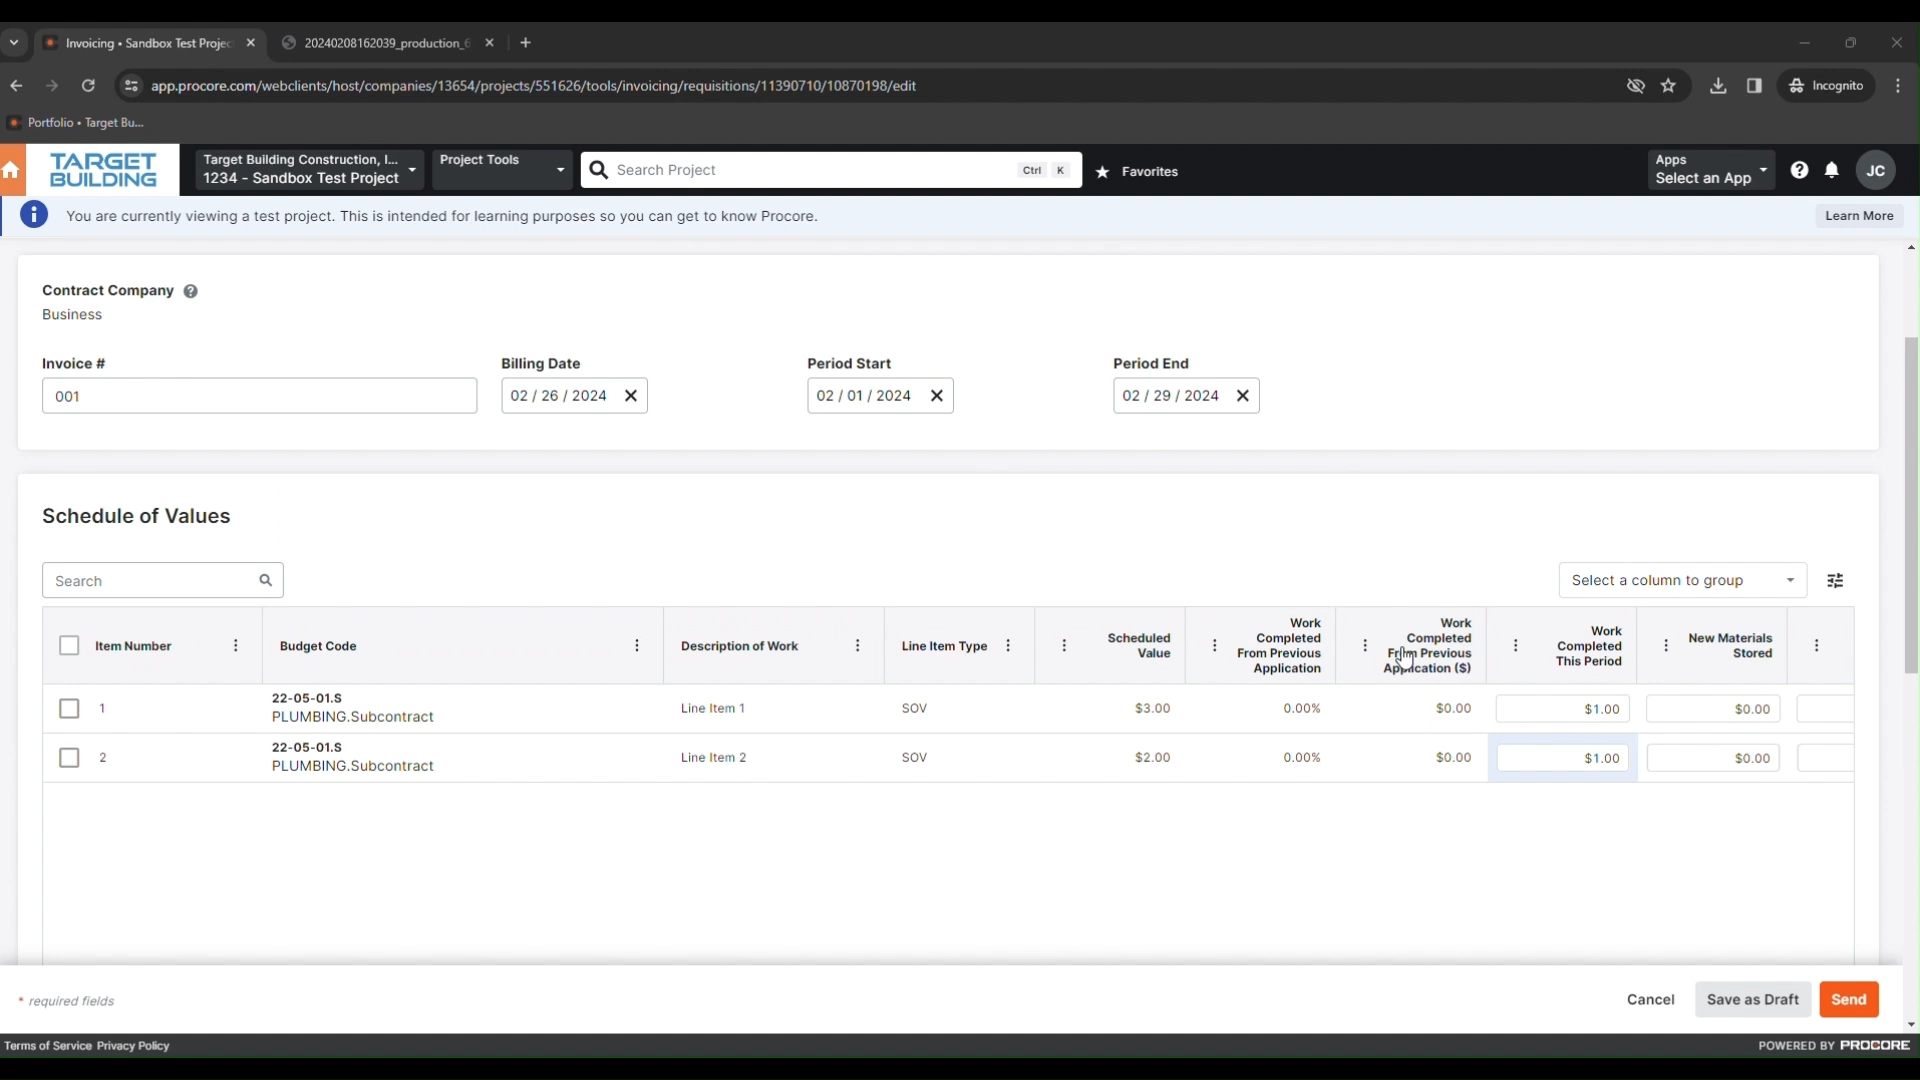 Invoicing • Sandbox Test Projec
20240208162039_production_6
app.procore.com/webclients/host/companies/13654/projects/551626/tools/invoicing/requisitions/11390710/10870198/edit
Incognito
Portfolio • Target Bu...
TARGET
BUILDING
Target Building Construction, I...
1234 - Sandbox Test Project
Project Tools
Search Project
Ctrl K
Favorites
Apps
Select an App
JC
You are currently viewing a test project. This is intended for learning purposes so you can get to know Procore.
Learn More
Contract Company
Business
Invoice # Billing Date Period Start Period End
001 02 / 26 / 2024 02 / 01 / 2024 02 / 29 / 2024
Schedule of Values
Search
Select a column to group
Item Number
Budget Code
Description of Work
Line Item Type
Scheduled
Value
Work
Completed
From Previous
Application
Work
Completed
From Previous
Application ($)
Work
Completed
This Period
New Materials
Stored
1
22-05-01.S
PLUMBING.Subcontract
Line Item 1 SOV $3.00 0.00% $0.00 $1.00 $0.00
2
22-05-01.S
PLUMBING.Subcontract
Line Item 2 SOV $2.00 0.00% $0.00 $1.00 $0.00
* required fields
Cancel
Save as Draft
Send
Terms of Service Privacy Policy
POWERED BY PROCORE